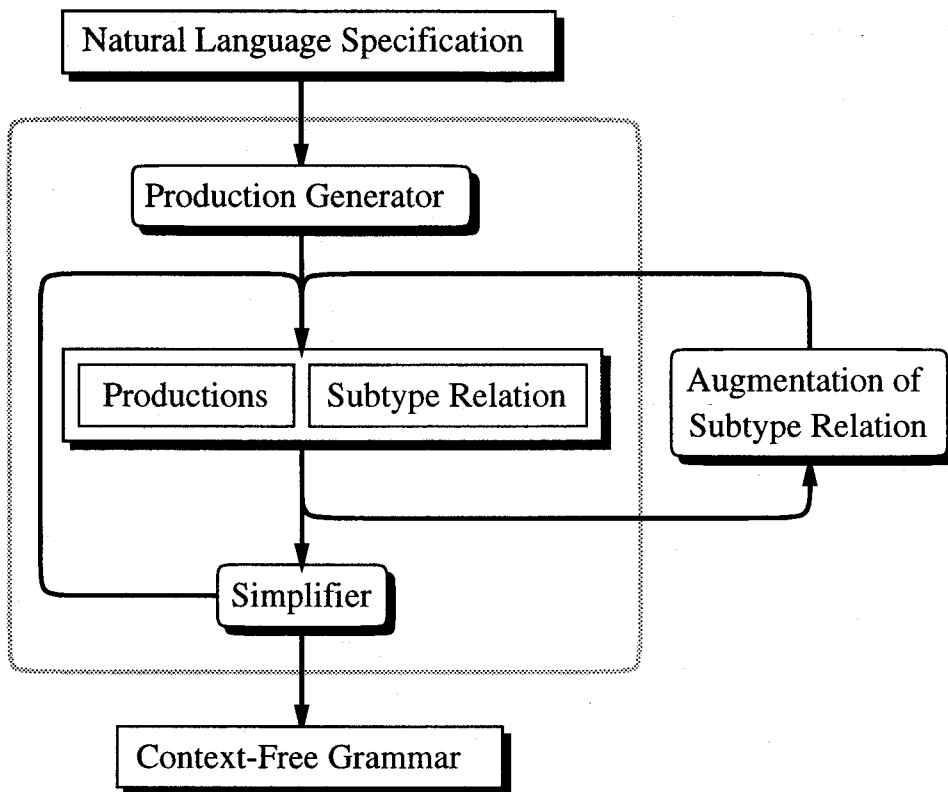 Natural Language Specification
Production Generator
Productions
Subtype Relation
Augmentation of
Subtype Relation
Simplifier
Context-Free Grammar